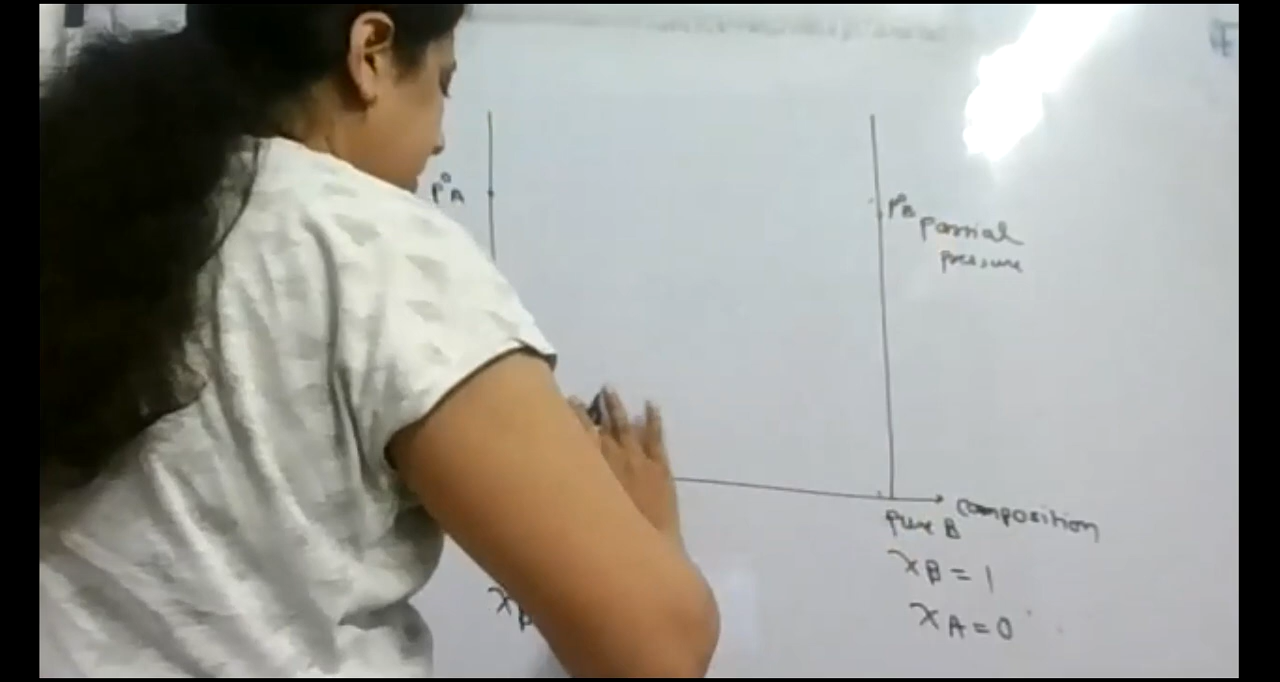 P°A
P°B partial
pressure
composition
pure B
xB = 1
xA = 0